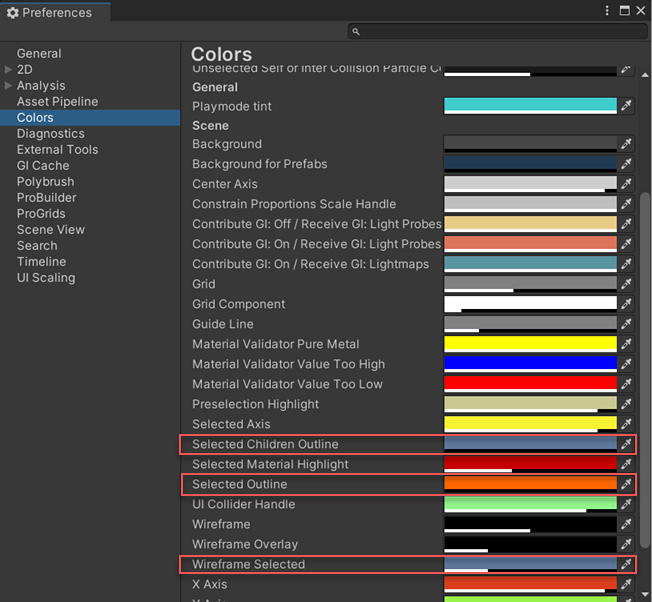 Preferences
General
2D
Analysis
Asset Pipeline
Colors
Diagnostics
External Tools
GI Cache
Polybrush
ProBuilder
ProGrids
Scene View
Search
Timeline
UI Scaling
Colors
Unselected Self or Inter Collision Particle
General
Playmode tint
Scene
Background
Background for Prefabs
Center Axis
Constrain Proportions Scale Handle
Contribute GI: Off / Receive GI: Light Probes
Contribute GI: On / Receive GI: Light Probes
Contribute GI: On / Receive GI: Lightmaps
Grid
Grid Component
Guide Line
Material Validator Pure Metal
Material Validator Value Too High
Material Validator Value Too Low
Preselection Highlight
Selected Axis
Selected Children Outline
Selected Material Highlight
Selected Outline
UI Collider Handle
Wireframe
Wireframe Overlay
Wireframe Selected
X Axis